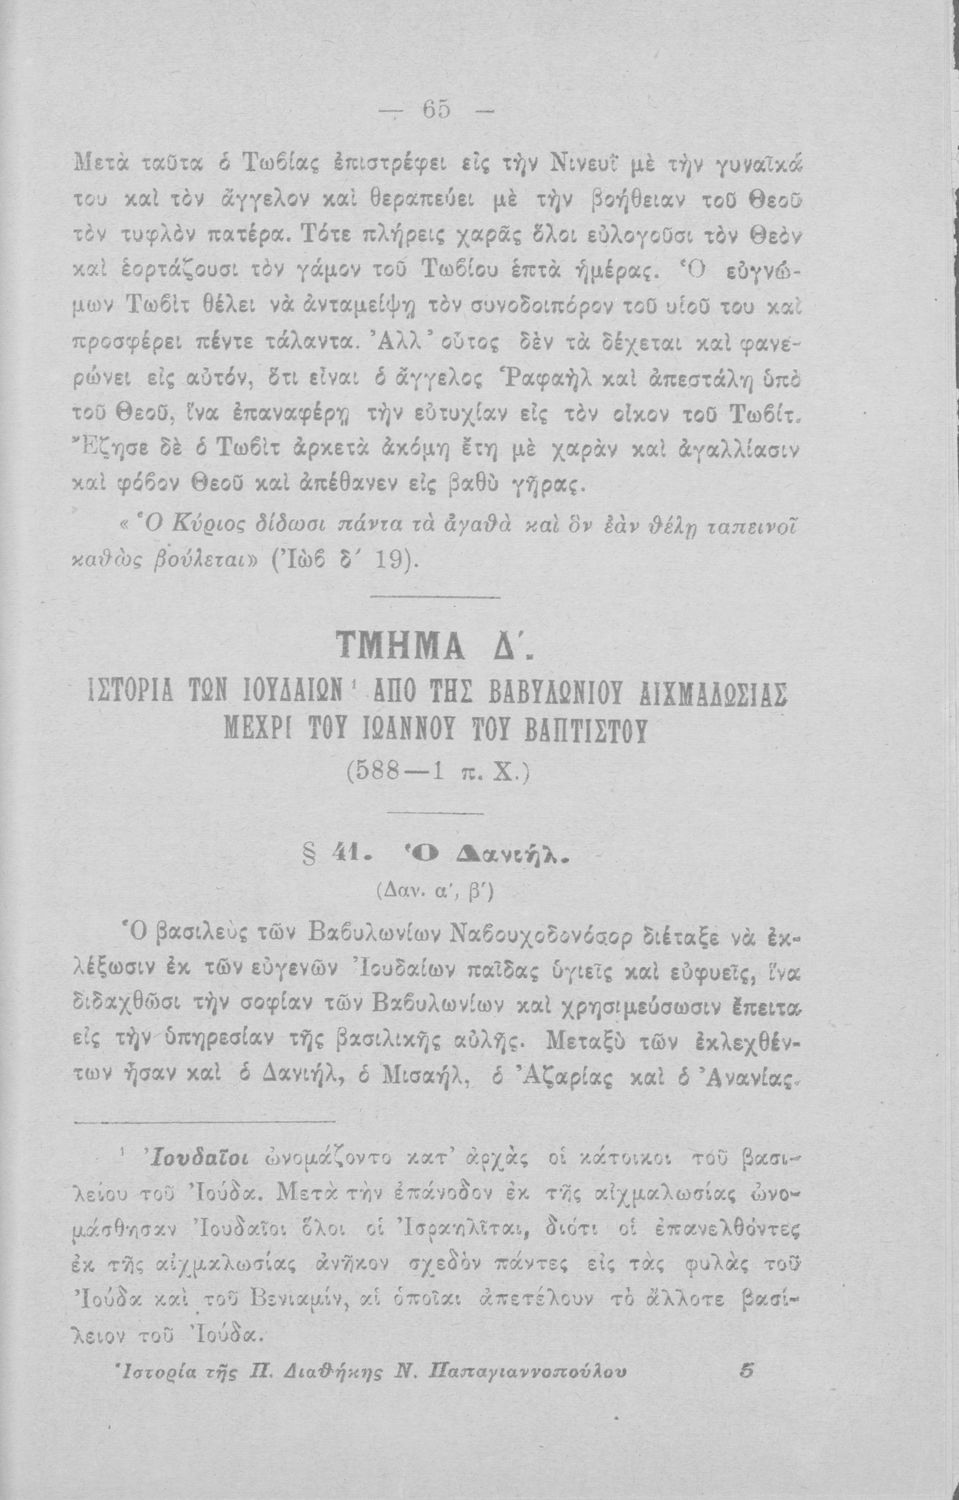 — 65 —
Μετὰ ταῦτα ὁ Τωβίας ἐπιστρέφει εἰς τὴν Νινευῒ μὲ τὴν γυναῖκά
του καὶ τὸν ἄγγελον καὶ θεραπεύει μὲ τὴν βοήθειαν τοῦ Θεοῦ
τὸν τυφλὸν πατέρα. Τότε πλήρεις χαρᾶς ὅλοι εὐλογοῦσι τὸν Θεὸν
καὶ ἑορτάζουσι τὸν γάμον τοῦ Τωβίου ἑπτὰ ἡμέρας. Ὁ εὐγνώ-
μων Τωβὶτ θέλει νὰ ἀνταμείψῃ τὸν συνοδοιπόρον τοῦ υἱοῦ του καὶ
προσφέρει πέντε τάλαντα. Ἀλλ’ οὗτος δὲν τὰ δέχεται καὶ φανε-
ρώνει εἰς αὐτόν, ὅτι εἶναι ὁ ἄγγελος Ῥαφαὴλ καὶ ἀπεστάλη ὑπὸ
τοῦ Θεοῦ, ἵνα ἐπαναφέρῃ τὴν εὐτυχίαν εἰς τὸν οἶκον τοῦ Τωβίτ.
Ἔζησε δὲ ὁ Τωβὶτ ἀρκετὰ ἀκόμη ἔτη μὲ χαρὰν καὶ ἀγαλλίασιν
καὶ φόβον Θεοῦ καὶ ἀπέθανεν εἰς βαθὺ γῆρας.
«Ὁ Κύριος δίδωσι πάντα τὰ ἀγαθὰ καὶ ὃν ἐὰν θέλῃ ταπεινοῖ
καθὼς βούλεται» (Ἰὼβ δ΄ 19).
ΤΜΗΜΑ Δ΄.
ΙΣΤΟΡΙΑ ΤΩΝ ΙΟΥΔΑΙΩΝ¹ ΑΠΟ ΤΗΣ ΒΑΒΥΛΩΝΙΟΥ ΑΙΧΜΑΛΩΣΙΑΣ
ΜΕΧΡΙ ΤΟΥ ΙΩΑΝΝΟΥ ΤΟΥ ΒΑΠΤΙΣΤΟΥ
(588—1 π. Χ.)
§ 41. Ὁ Δανιήλ.
(Δαν. α΄, β΄)
Ὁ βασιλεὺς τῶν Βαβυλωνίων Ναβουχοδονόσορ διέταξε νὰ ἐκ-
λέξωσιν ἐκ τῶν εὐγενῶν Ἰουδαίων παῖδας ὑγιεῖς καὶ εὐφυεῖς, ἵνα
διδαχθῶσι τὴν σοφίαν τῶν Βαβυλωνίων καὶ χρησιμεύσωσιν ἔπειτα
εἰς τὴν ὑπηρεσίαν τῆς βασιλικῆς αὐλῆς. Μεταξὺ τῶν ἐκλεχθέν-
των ἦσαν καὶ ὁ Δανιήλ, ὁ Μισαήλ, ὁ Ἀζαρίας καὶ ὁ Ἀνανίας.
¹ Ἰουδαῖοι ὠνομάζοντο κατ’ ἀρχὰς οἱ κάτοικοι τοῦ βασι-
λείου τοῦ Ἰούδα. Μετὰ τὴν ἐπάνοδον ἐκ τῆς αἰχμαλωσίας ὠνο-
μάσθησαν Ἰουδαῖοι ὅλοι οἱ Ἰσραηλῖται, διότι οἱ ἐπανελθόντες
ἐκ τῆς αἰχμαλωσίας ἀνῆκον σχεδὸν πάντες εἰς τὰς φυλὰς τοῦ
Ἰούδα καὶ τοῦ Βενιαμίν, αἱ ὁποῖαι ἀπετέλουν τὸ ἄλλοτε βασί-
λειον τοῦ Ἰούδα.
Ἱστορία τῆς Π. Διαθήκης Ν. Παπαγιαννοπούλου 5